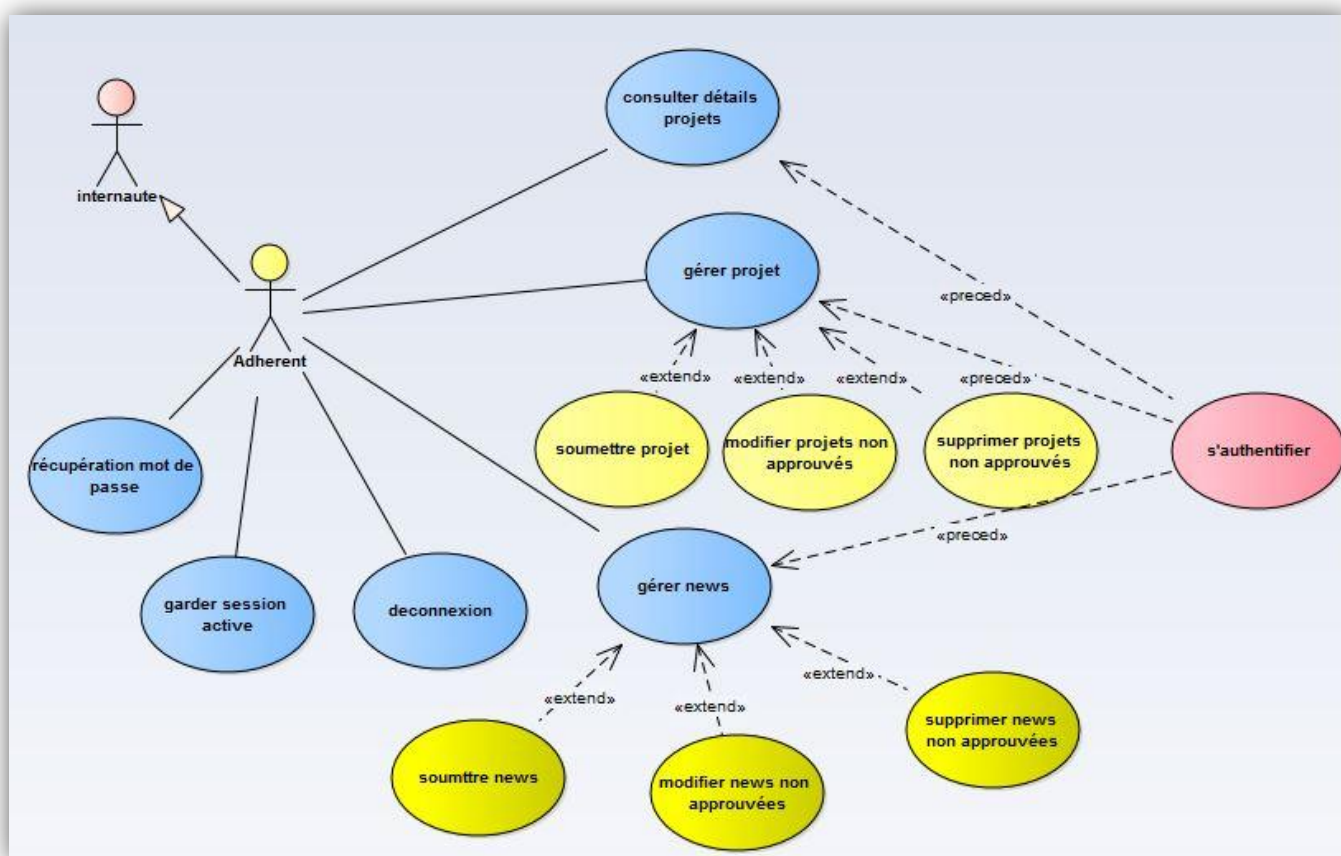 consulter détails
projets
internaute
gérer projet
«preced»
Adherent
«extend»
«extend»
«extend»
«preced»
soumettre projet
modifier projets non
approuvés
supprimer projets
non approuvés
s'authentifier
récupération mot de
passe
«preced»
gérer news
garder session
active
deconnexion
«extend»
«extend»
«extend»
supprimer news
non approuvées
soumttre news
modifier news non
approuvées